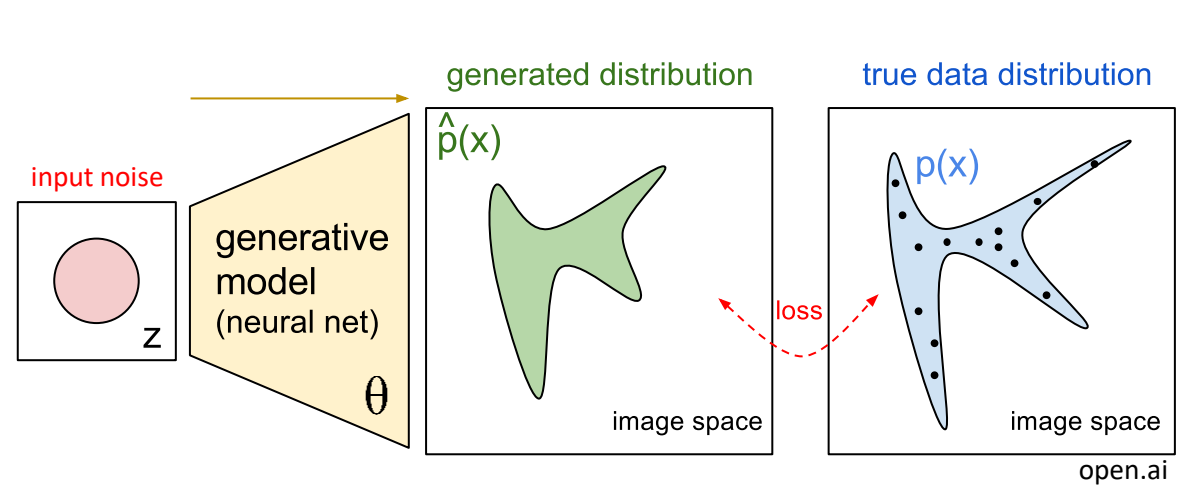 input noise
z
generative
model
(neural net)
θ
generated distribution
p̂(x)
image space
loss
true data distribution
p(x)
image space
open.ai